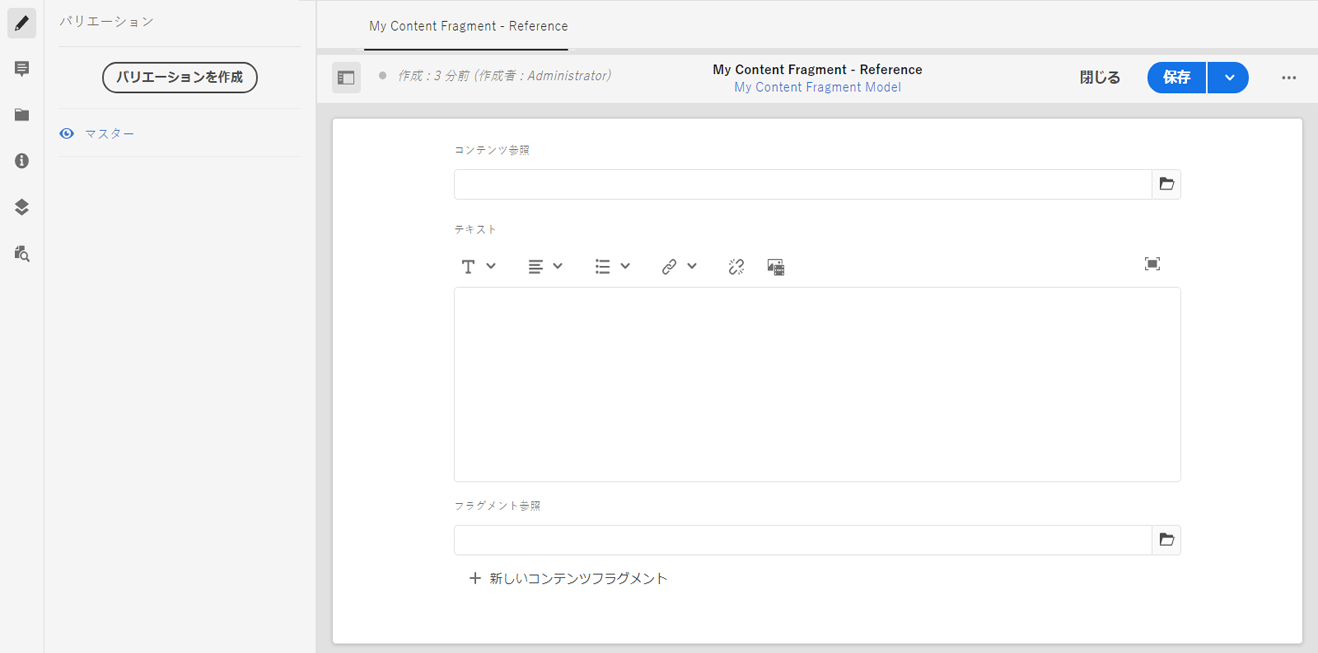 バリエーション
バリエーションを作成
マスター
My Content Fragment - Reference
作成 : 3 分前 (作成者 : Administrator)
My Content Fragment - Reference
My Content Fragment Model
閉じる
保存
コンテンツ参照
テキスト
フラグメント参照
+ 新しいコンテンツフラグメント